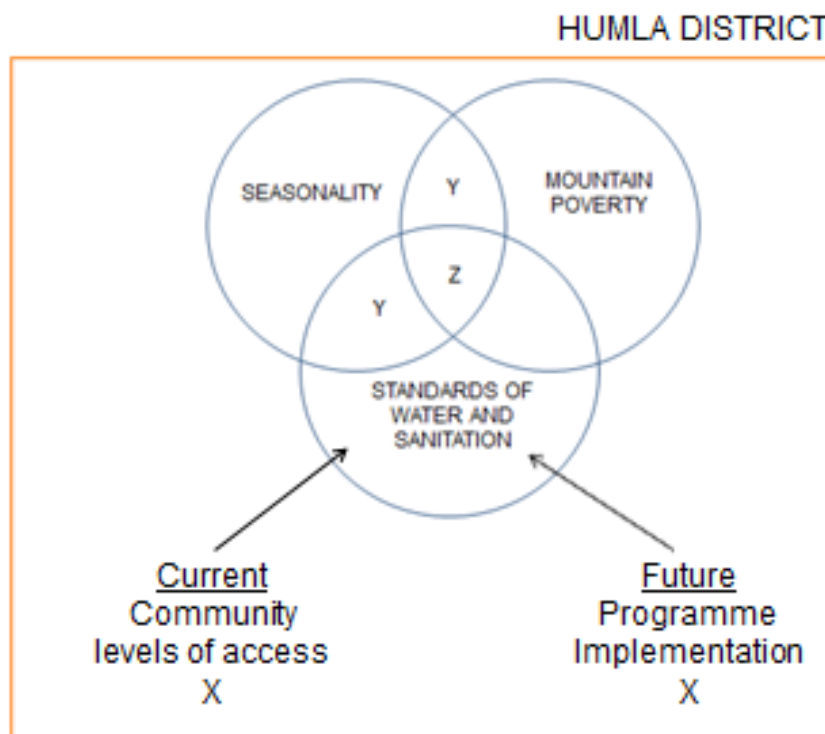 HUMLA DISTRICT
SEASONALITY
Y
MOUNTAIN
POVERTY
Z
Y
STANDARDS OF
WATER AND
SANITATION
Current
Community
levels of access
X
Future
Programme
Implementation
X